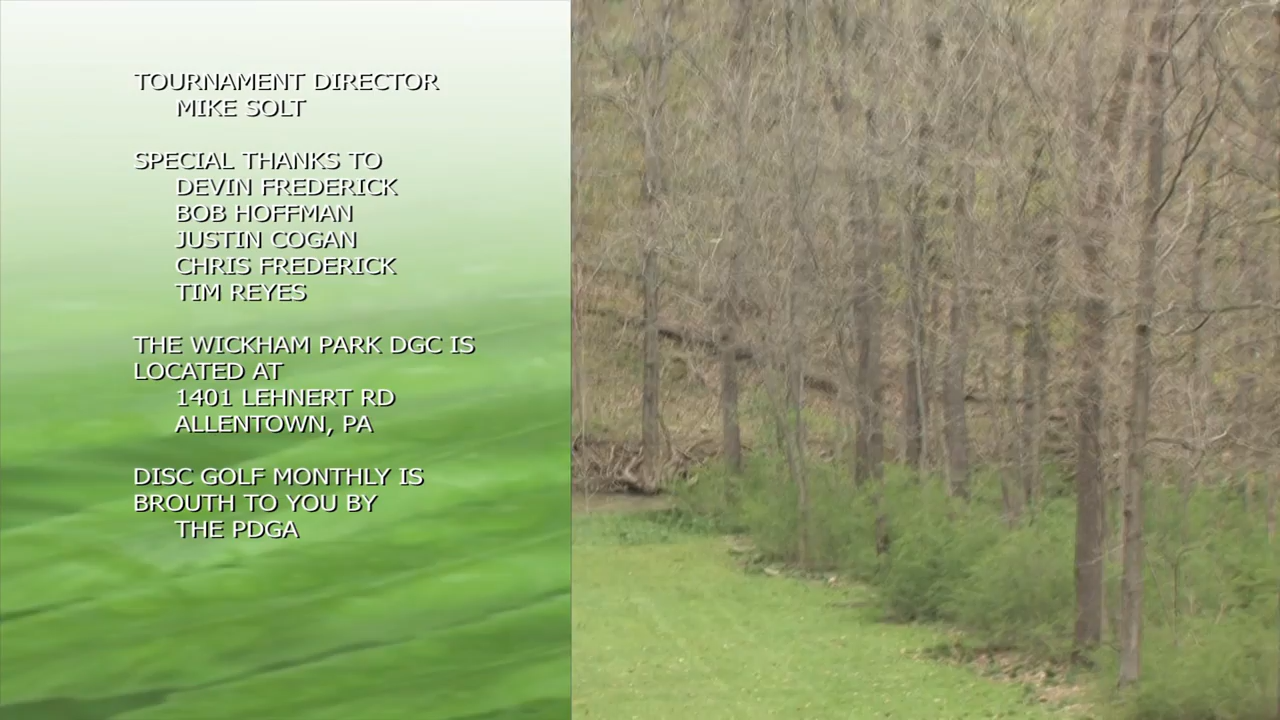 TOURNAMENT DIRECTOR
MIKE SOLT
SPECIAL THANKS TO
DEVIN FREDERICK
BOB HOFFMAN
JUSTIN COGAN
CHRIS FREDERICK
TIM REYES
THE WICKHAM PARK DGC IS
LOCATED AT
1401 LEHNERT RD
ALLENTOWN, PA
DISC GOLF MONTHLY IS
BROUTH TO YOU BY
THE PDGA